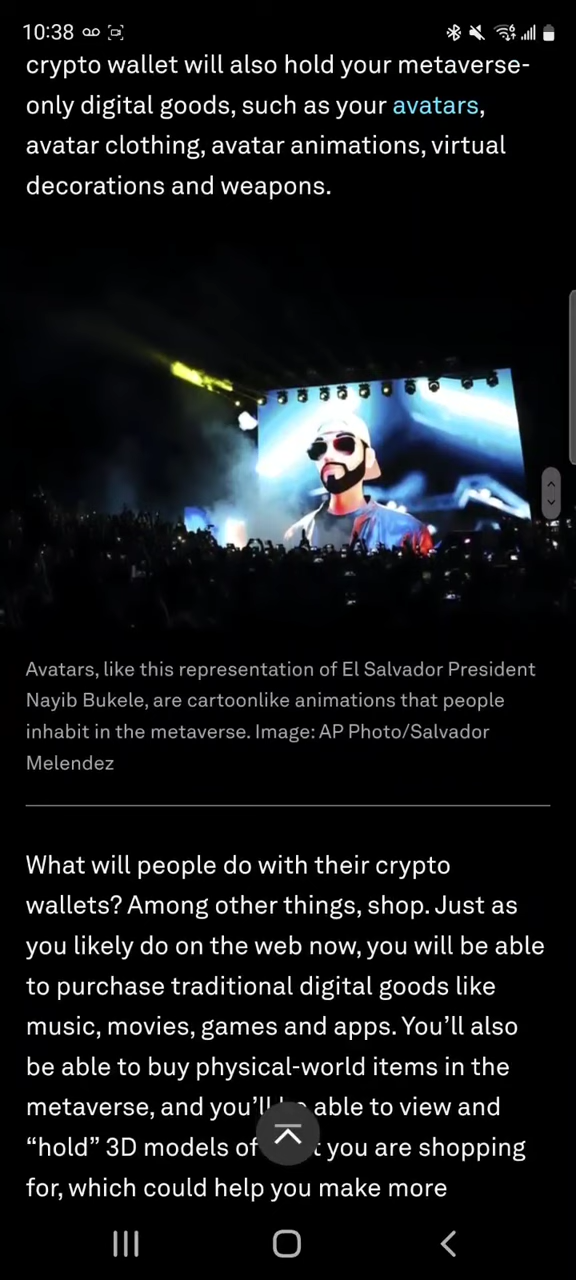 10:38
crypto wallet will also hold your metaverse-
only digital goods, such as your avatars,
avatar clothing, avatar animations, virtual
decorations and weapons.
Avatars, like this representation of El Salvador President
Nayib Bukele, are cartoonlike animations that people
inhabit in the metaverse. Image: AP Photo/Salvador
Melendez
What will people do with their crypto
wallets? Among other things, shop. Just as
you likely do on the web now, you will be able
to purchase traditional digital goods like
music, movies, games and apps. You’ll also
be able to buy physical-world items in the
metaverse, and you’ll able to view and
“hold” 3D models of you are shopping
for, which could help you make more